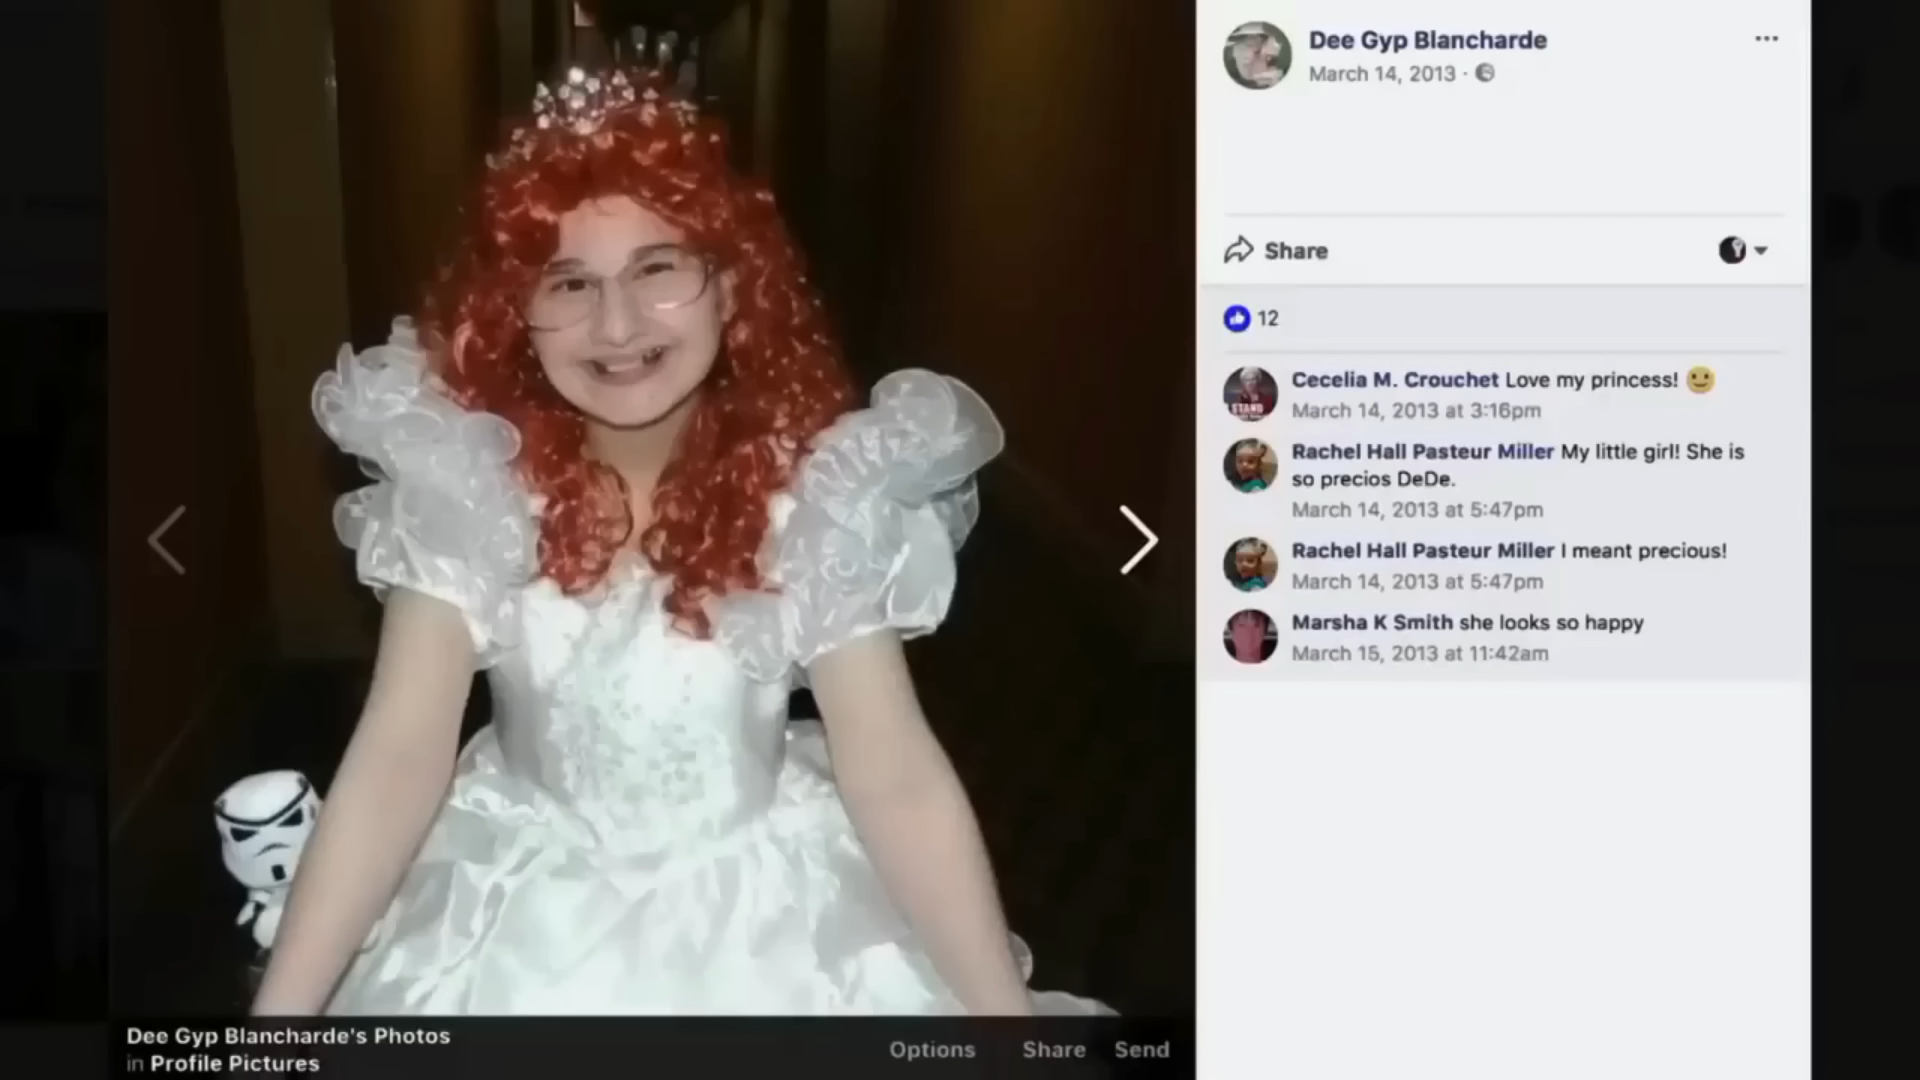 Dee Gyp Blancharde
March 14, 2013 ·
Share
12
Cecelia M. Crouchet Love my princess!
STAND
March 14, 2013 at 3:16pm
Rachel Hall Pasteur Miller My little girl! She is
so precios DeDe.
March 14, 2013 at 5:47pm
Rachel Hall Pasteur Miller I meant precious!
March 14, 2013 at 5:47pm
Marsha K Smith she looks so happy
March 15, 2013 at 11:42am
Dee Gyp Blancharde's Photos
in Profile Pictures
Options Share Send